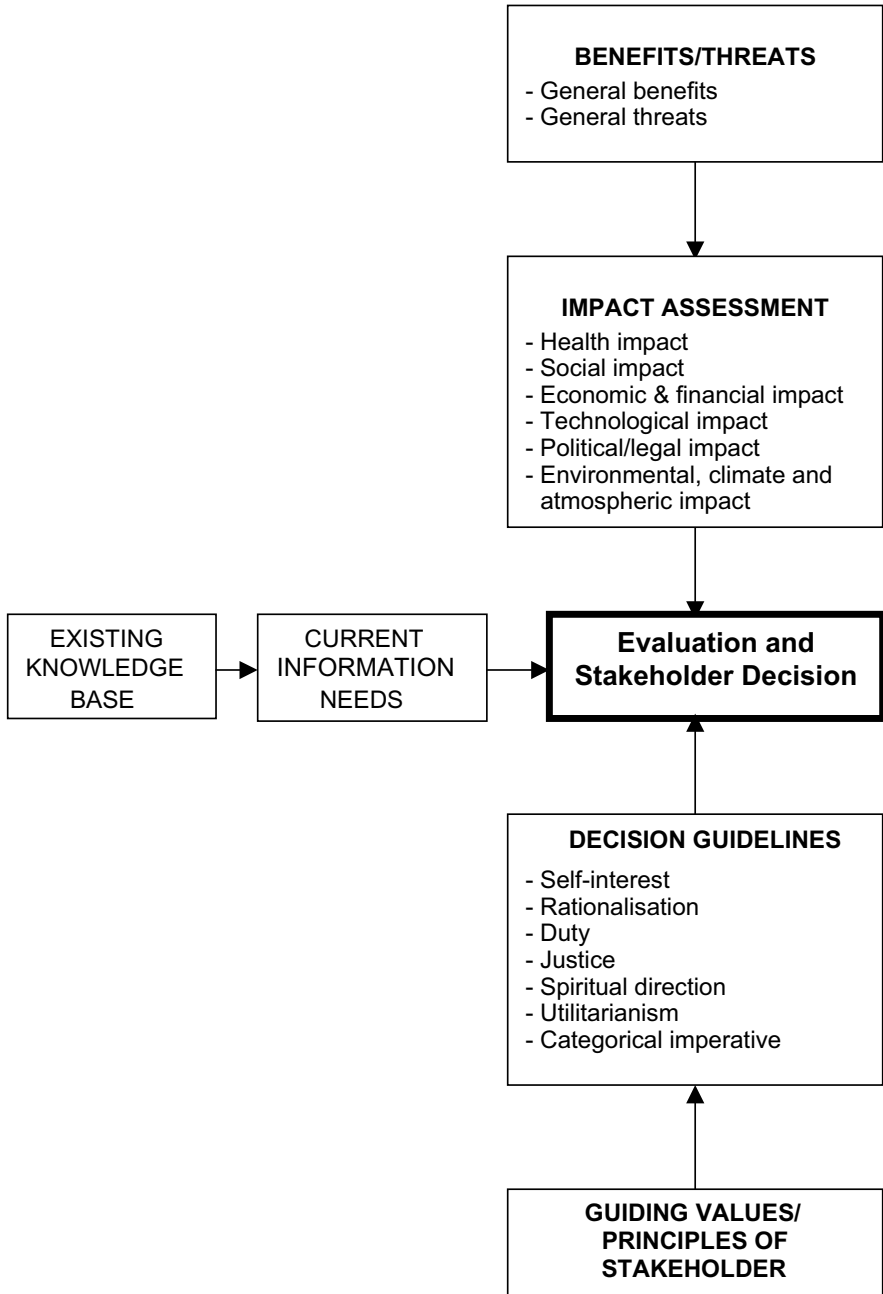 BENEFITS/THREATS
- General benefits
- General threats
IMPACT ASSESSMENT
- Health impact
- Social impact
- Economic & financial impact
- Technological impact
- Political/legal impact
- Environmental, climate and
atmospheric impact
EXISTING
KNOWLEDGE
BASE
CURRENT
INFORMATION
NEEDS
Evaluation and
Stakeholder Decision
DECISION GUIDELINES
- Self-interest
- Rationalisation
- Duty
- Justice
- Spiritual direction
- Utilitarianism
- Categorical imperative
GUIDING VALUES/
PRINCIPLES OF
STAKEHOLDER